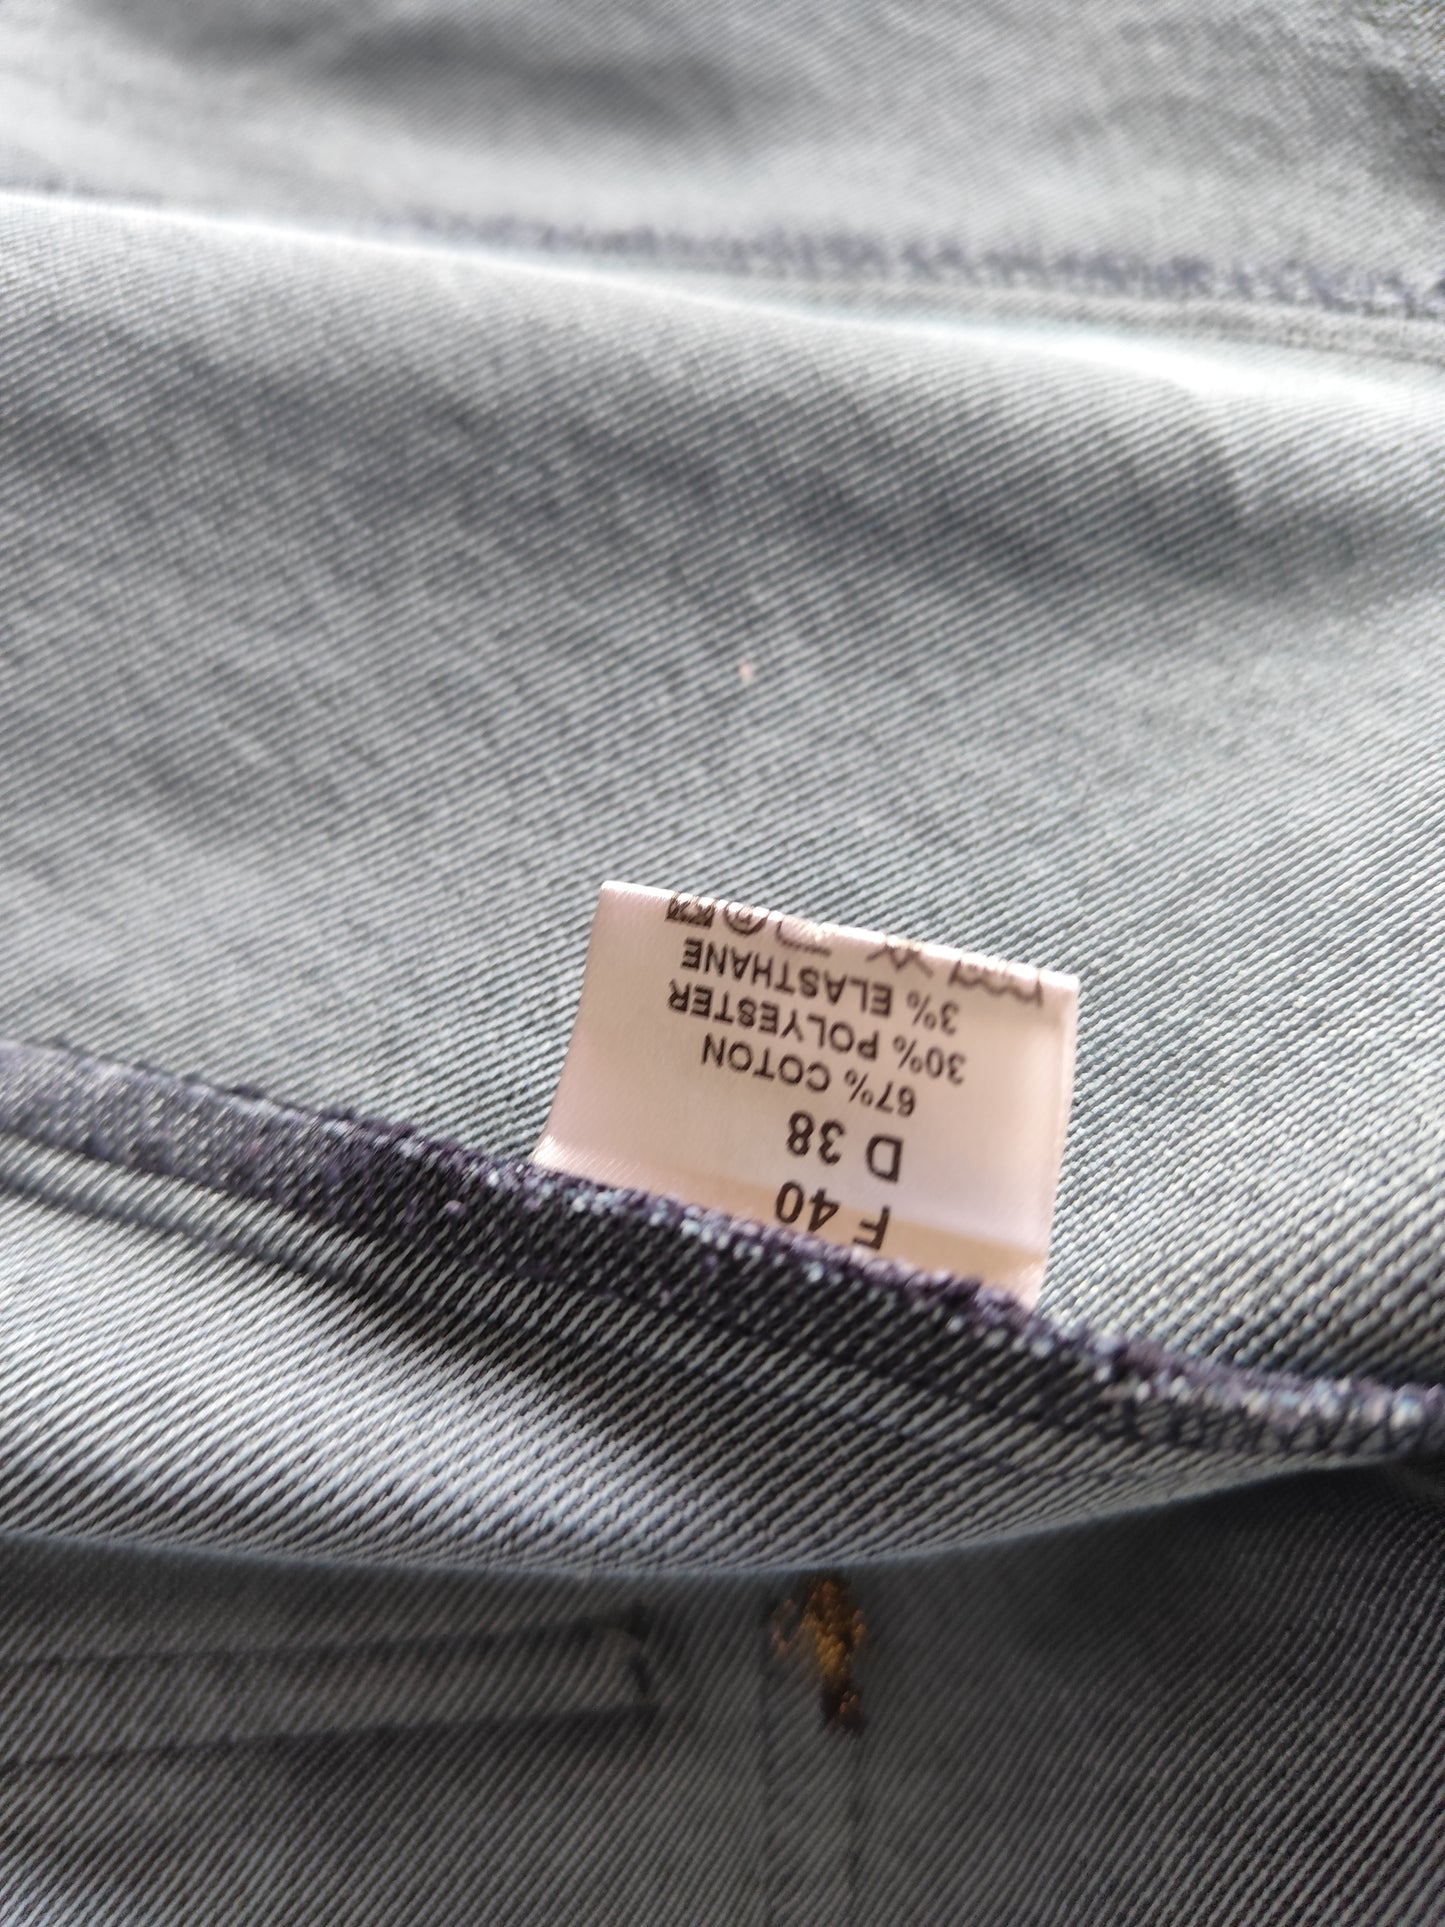 F 40
D 38
67% COTON
30% POLYESTER
3% ELASTHANE